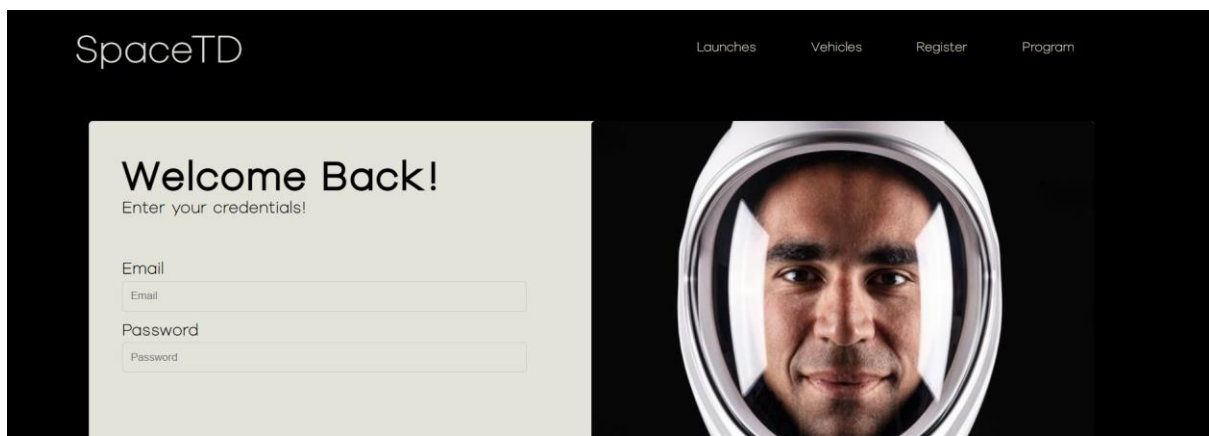 SpaceTD
Launches Vehicles Register Program
Welcome Back!
Enter your credentials!
Email
Email
Password
Password